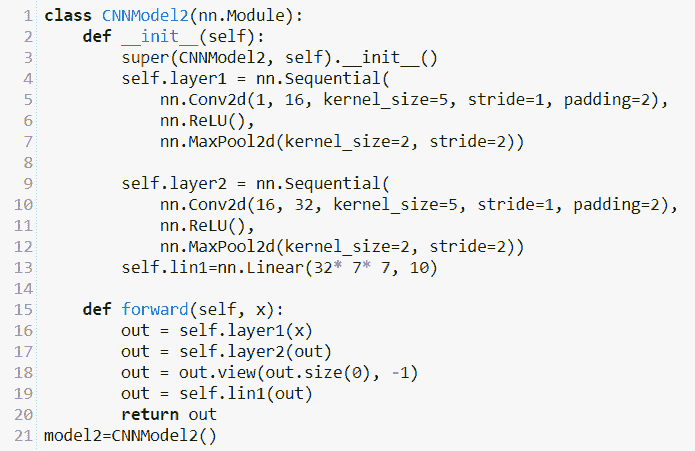 1 class CNNModel2(nn.Module):
2     def __init__(self):
3         super(CNNModel2, self).__init__()
4         self.layer1 = nn.Sequential(
5             nn.Conv2d(1, 16, kernel_size=5, stride=1, padding=2),
6             nn.ReLU(),
7             nn.MaxPool2d(kernel_size=2, stride=2))
8
9         self.layer2 = nn.Sequential(
10             nn.Conv2d(16, 32, kernel_size=5, stride=1, padding=2),
11             nn.ReLU(),
12             nn.MaxPool2d(kernel_size=2, stride=2))
13         self.lin1=nn.Linear(32* 7* 7, 10)
14
15     def forward(self, x):
16         out = self.layer1(x)
17         out = self.layer2(out)
18         out = out.view(out.size(0), -1)
19         out = self.lin1(out)
20         return out
21 model2=CNNModel2()